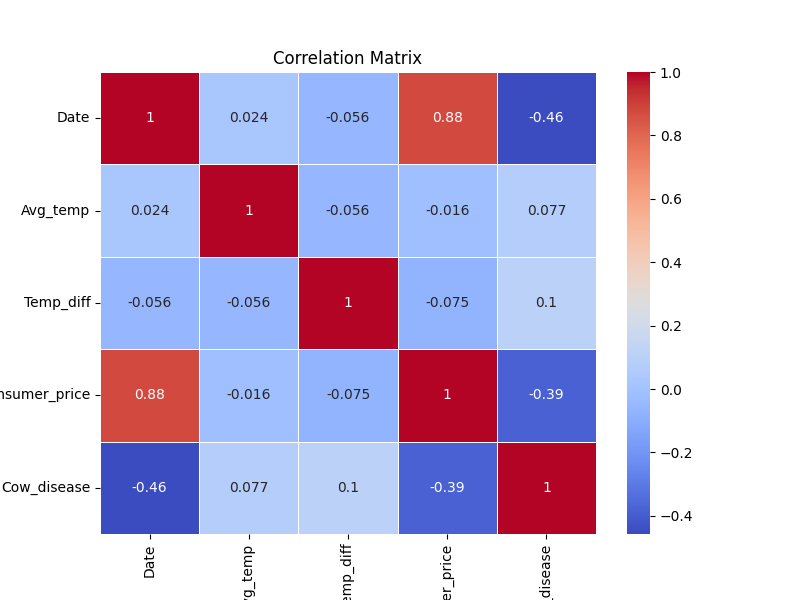 Correlation Matrix
Date 1 0.024 -0.056 0.88 -0.46
Avg_temp 0.024 1 -0.056 -0.016 0.077
Temp_diff -0.056 -0.056 1 -0.075 0.1
nsumer_price 0.88 -0.016 -0.075 1 -0.39
Cow_disease -0.46 0.077 0.1 -0.39 1
Date
vg_temp
emp_diff
er_price
_disease
1.0
0.8
0.6
0.4
0.2
0.0
−0.2
−0.4